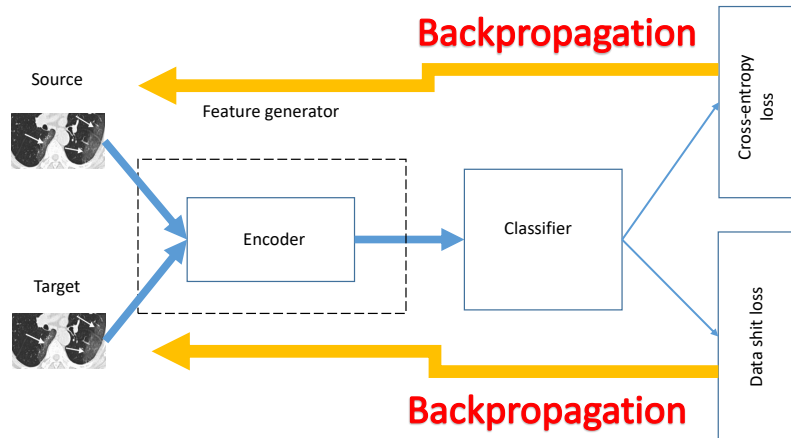 Backpropagation
Source
Feature generator
Cross-entropy
loss
Encoder
Classifier
Target
Data shit loss
Backpropagation